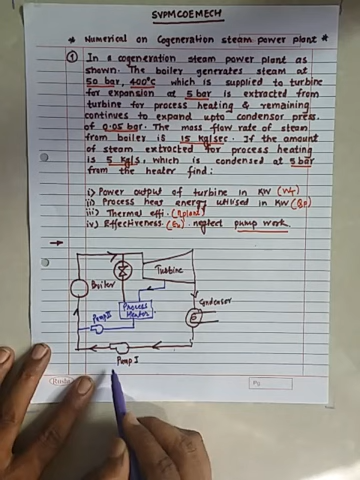 SVPMCOEMECH
* Numerical on Cogeneration steam power plant *
① In a cogeneration steam power plant as
shown. The boiler generates steam at
50 bar, 400°C which is supplied to turbine
for expansion at 5 bar is extracted from
turbine for process heating & remaining
continues to expand upto condensor press.
of 0.05 bar. The mass flow rate of steam
from boiler is 15 kg/sec. If the amount
of steam extracted for process heating
is 5 kg/s, which is condensed at 5 bar
from the heater find:
i) Power output of turbine in KW (WT)
ii) Process heat energy utilised in KW (QP)
iii) Thermal effi. (ηplant)
iv) Effectiveness (Eu) neglect pump work.
Turbine
Boiler
Condensor
Process
Heater
Pump II
Pump I